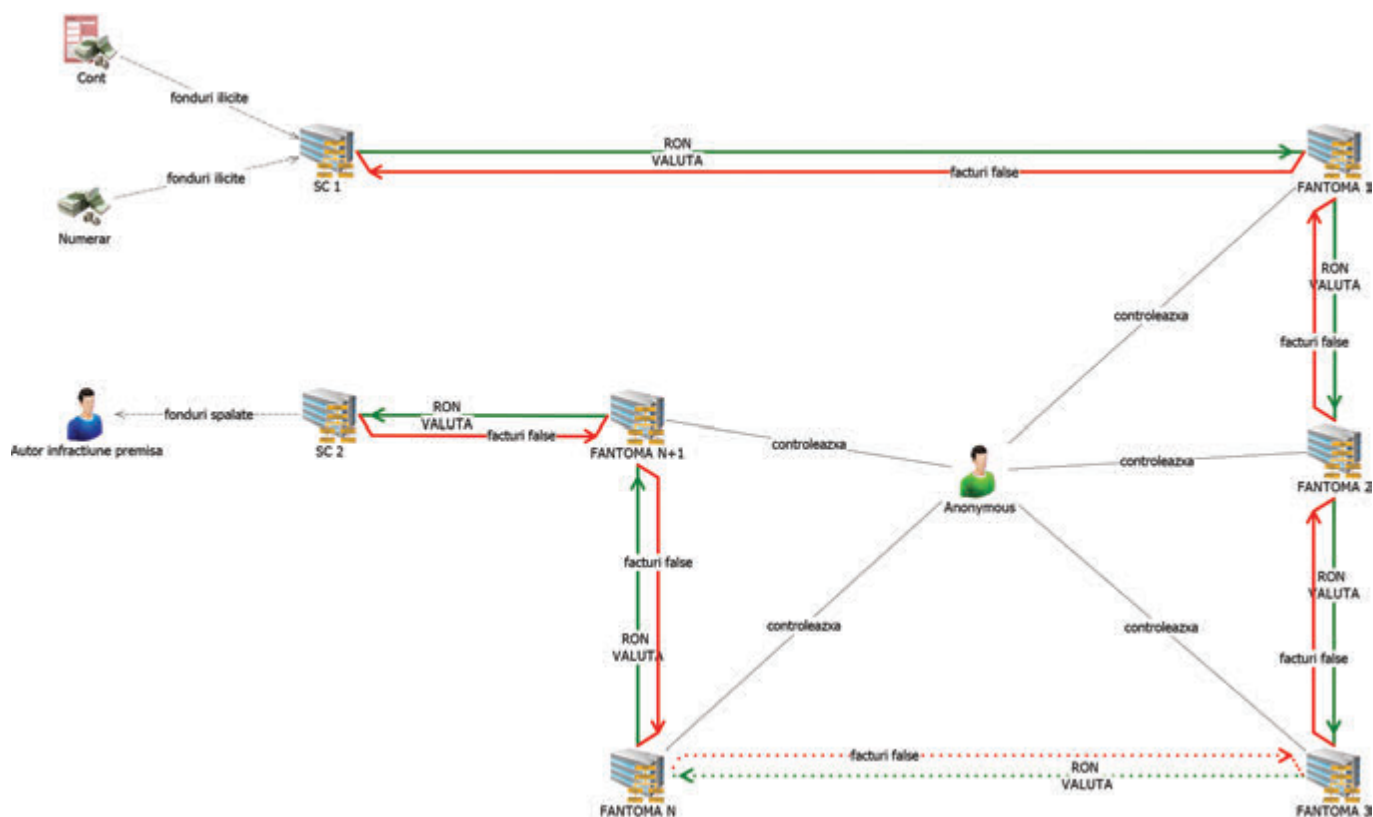 Cont
fonduri ilicite
RON
VALUTA
SC 1
facturi false
FANTOMA 1
fonduri ilicite
Numerar
RON
VALUTA
controleazxa
facturi false
fonduri spalate
RON
VALUTA
facturi false
Autor infractiune premisa
SC 2
FANTOMA N+1
controleazxa
controleazxa
FANTOMA 2
Anonymous
facturi false
RON
VALUTA
controleazxa
controleazxa
RON
VALUTA
facturi false
facturi false
RON
VALUTA
FANTOMA N
FANTOMA 3